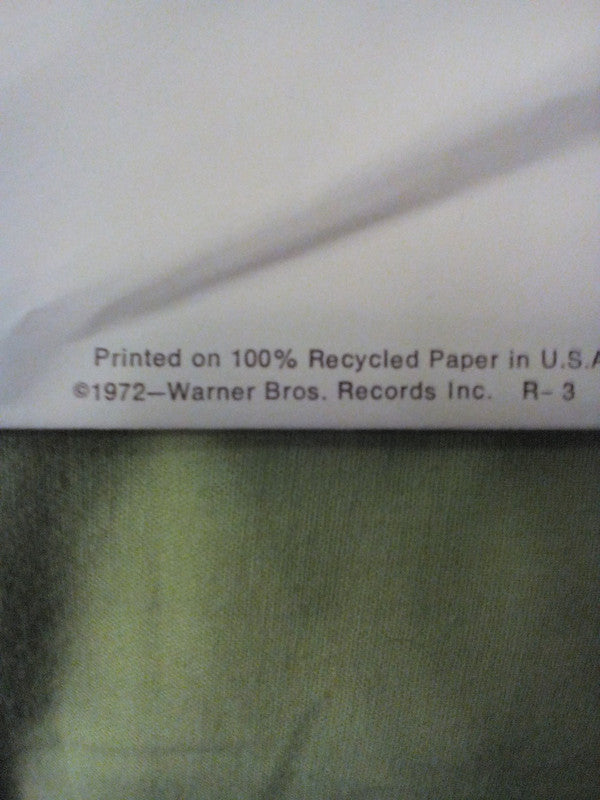 Printed on 100% Recycled Paper in U.S.A
©1972—Warner Bros. Records Inc. R- 3